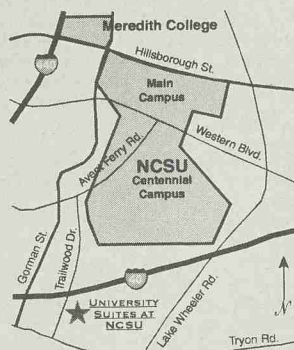 Meredith College
Hillsborough St.
Main
Campus
Avent Ferry Rd.
Western Blvd.
NCSU
Centennial
Campus
Gorman St.
Trailwood Dr.
Lake Wheeler Rd.
UNIVERSITY
SUITES AT
NCSU
N
Tryon Rd.